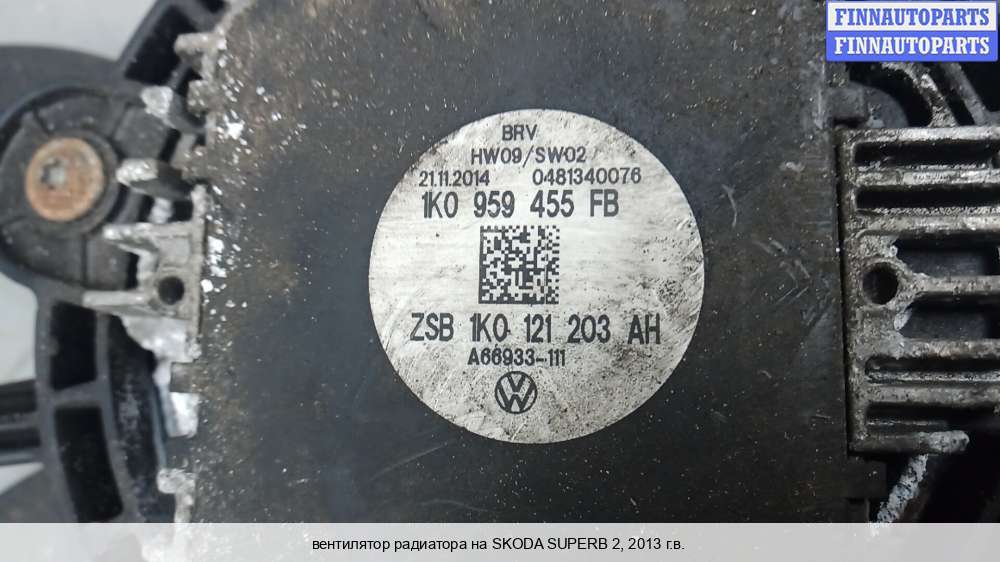 FINNAUTOPARTS
FINNAUTOPARTS
BRV
HW09/SW02
21.11.2014 0481340076
1K0 959 455 FB
ZSB 1K0 121 203 AH
A66933-111
вентилятор радиатора на SKODA SUPERB 2, 2013 г.в.